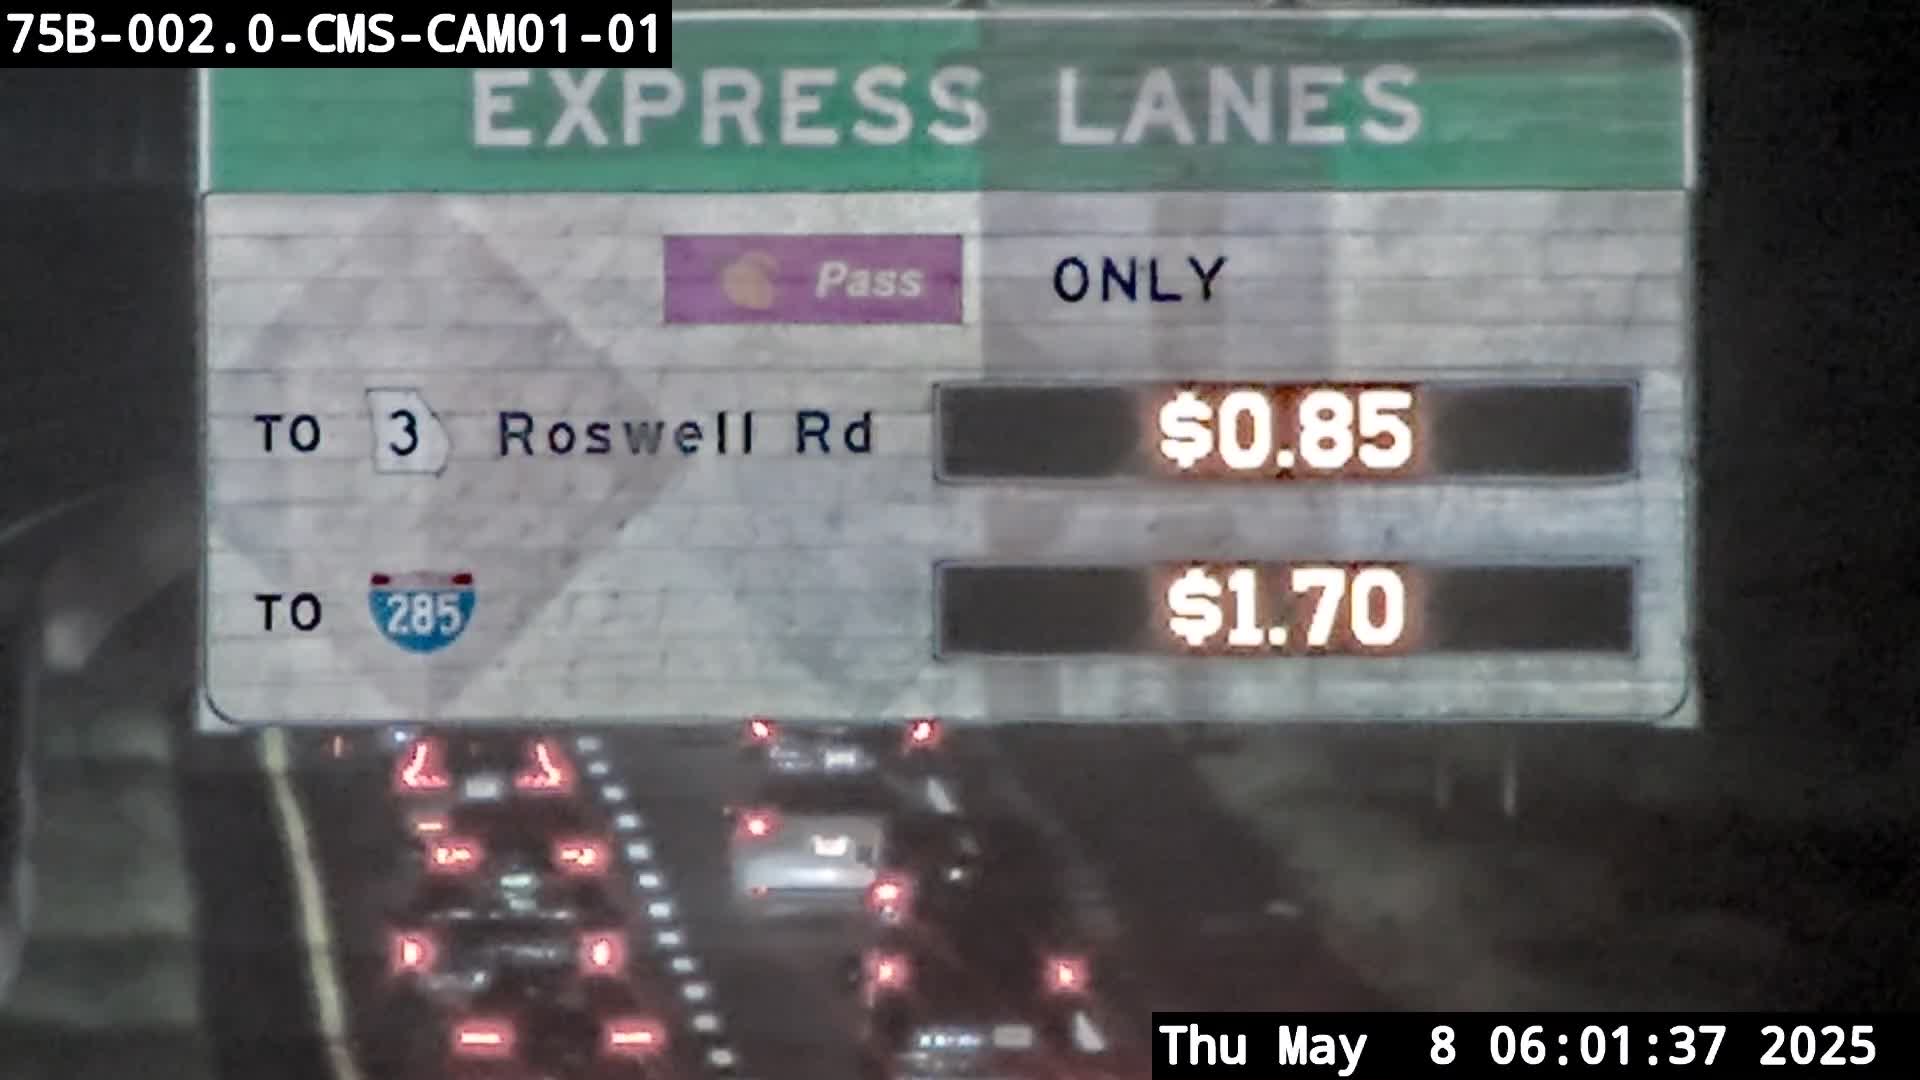 75B-002.0-CMS-CAM01-01
EXPRESS LANES
Pass ONLY
TO 3 Roswell Rd $0.85
TO 285 $1.70
Thu May 8 06:01:37 2025